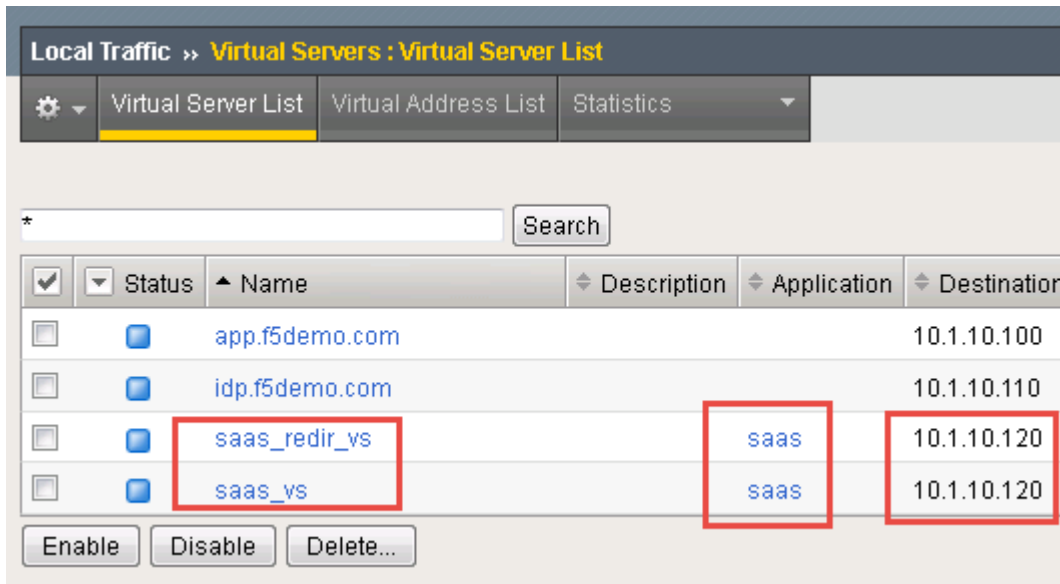 Local Traffic ›› Virtual Servers : Virtual Server List
Virtual Server List Virtual Address List Statistics
* Search
Status Name Description Application Destination
app.f5demo.com 10.1.10.100
idp.f5demo.com 10.1.10.110
saas_redir_vs saas 10.1.10.120
saas_vs saas 10.1.10.120
Enable Disable Delete...